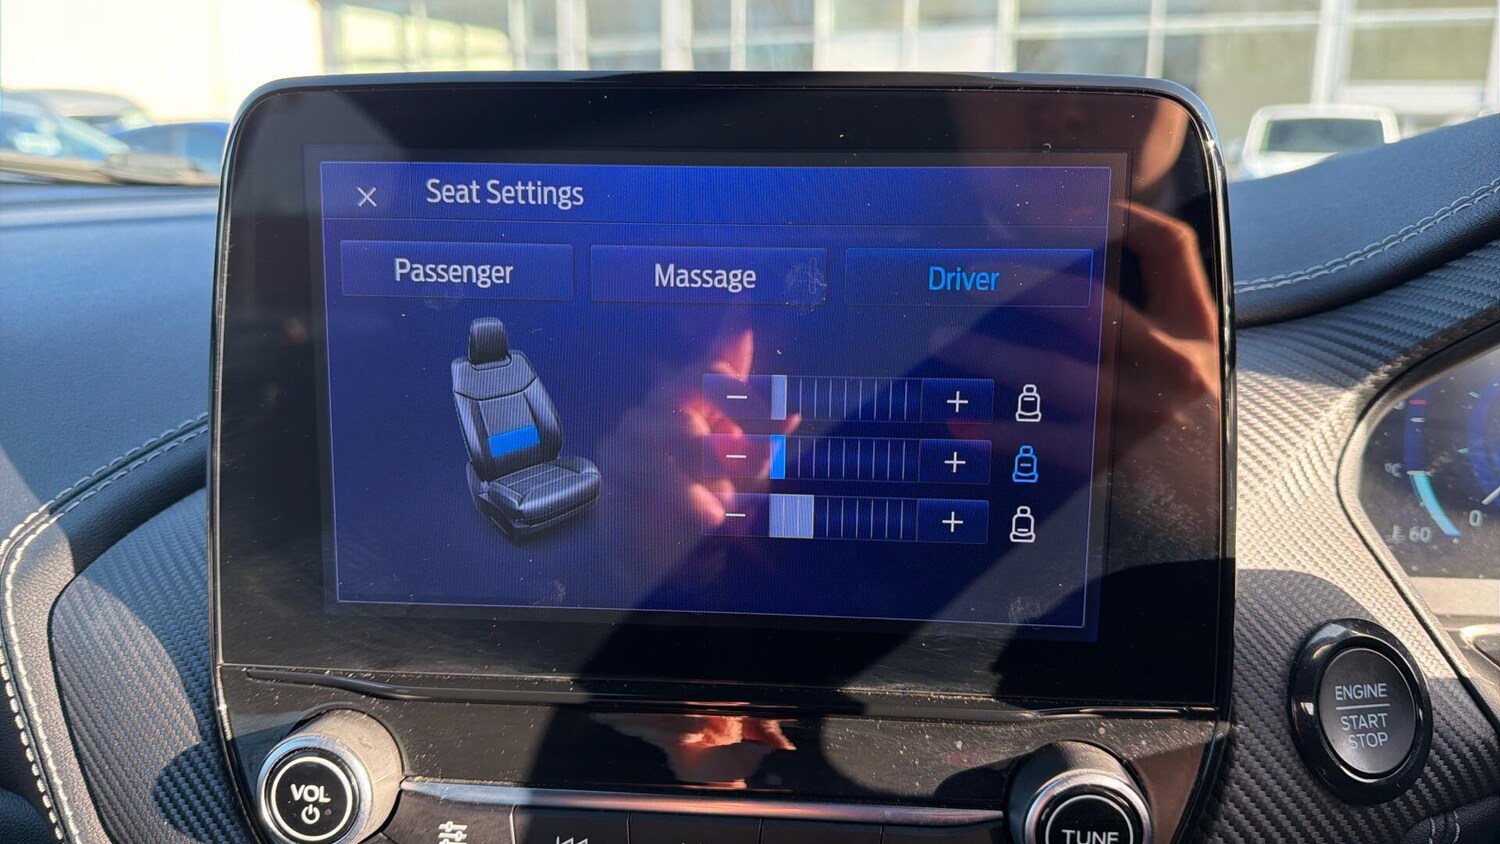 Seat Settings
Passenger
Massage
Driver
°C
60
0
ENGINE
START
STOP
VOL
TUNE